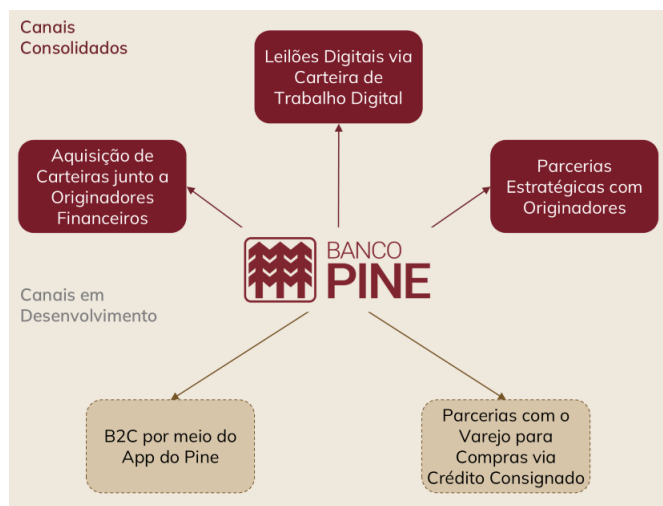 Canais
Consolidados
Leilões Digitais via
Carteira de
Trabalho Digital
Aquisição de
Carteiras junto a
Originadores
Financeiros
Parcerias
Estratégicas com
Originadores
BANCO
PINE
Canais em
Desenvolvimento
B2C por meio do
App do Pine
Parcerias com o
Varejo para
Compras via
Crédito Consignado